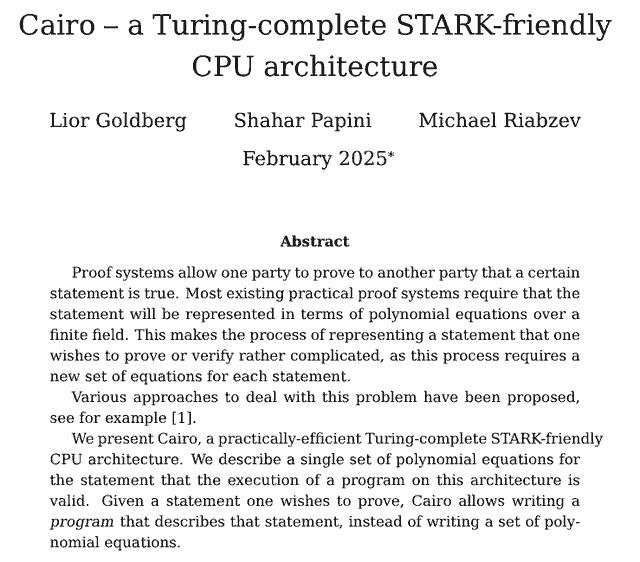 Cairo – a Turing-complete STARK-friendly
CPU architecture
Lior Goldberg Shahar Papini Michael Riabzev
February 2025*
Abstract
Proof systems allow one party to prove to another party that a certain
statement is true. Most existing practical proof systems require that the
statement will be represented in terms of polynomial equations over a
finite field. This makes the process of representing a statement that one
wishes to prove or verify rather complicated, as this process requires a
new set of equations for each statement.
Various approaches to deal with this problem have been proposed,
see for example [1].
We present Cairo, a practically-efficient Turing-complete STARK-friendly
CPU architecture. We describe a single set of polynomial equations for
the statement that the execution of a program on this architecture is
valid. Given a statement one wishes to prove, Cairo allows writing a
program that describes that statement, instead of writing a set of poly-
nomial equations.